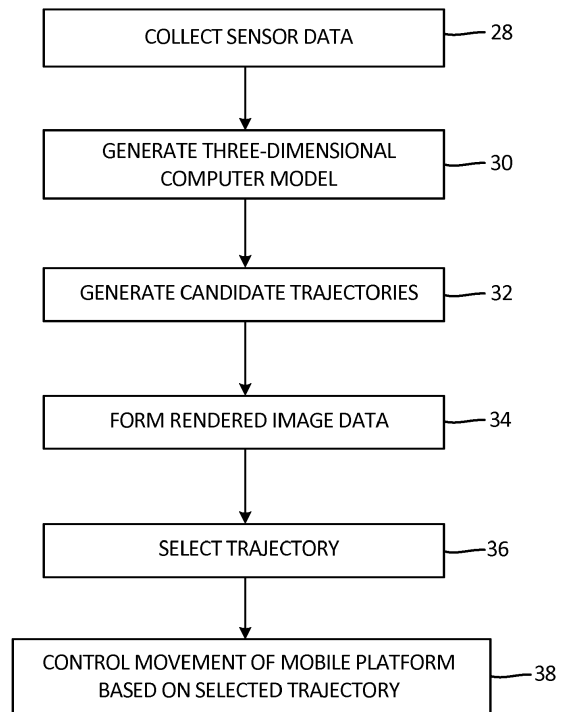 COLLECT SENSOR DATA
28
GENERATE THREE-DIMENSIONAL
COMPUTER MODEL
30
GENERATE CANDIDATE TRAJECTORIES
32
FORM RENDERED IMAGE DATA
34
SELECT TRAJECTORY
36
CONTROL MOVEMENT OF MOBILE PLATFORM
BASED ON SELECTED TRAJECTORY
38